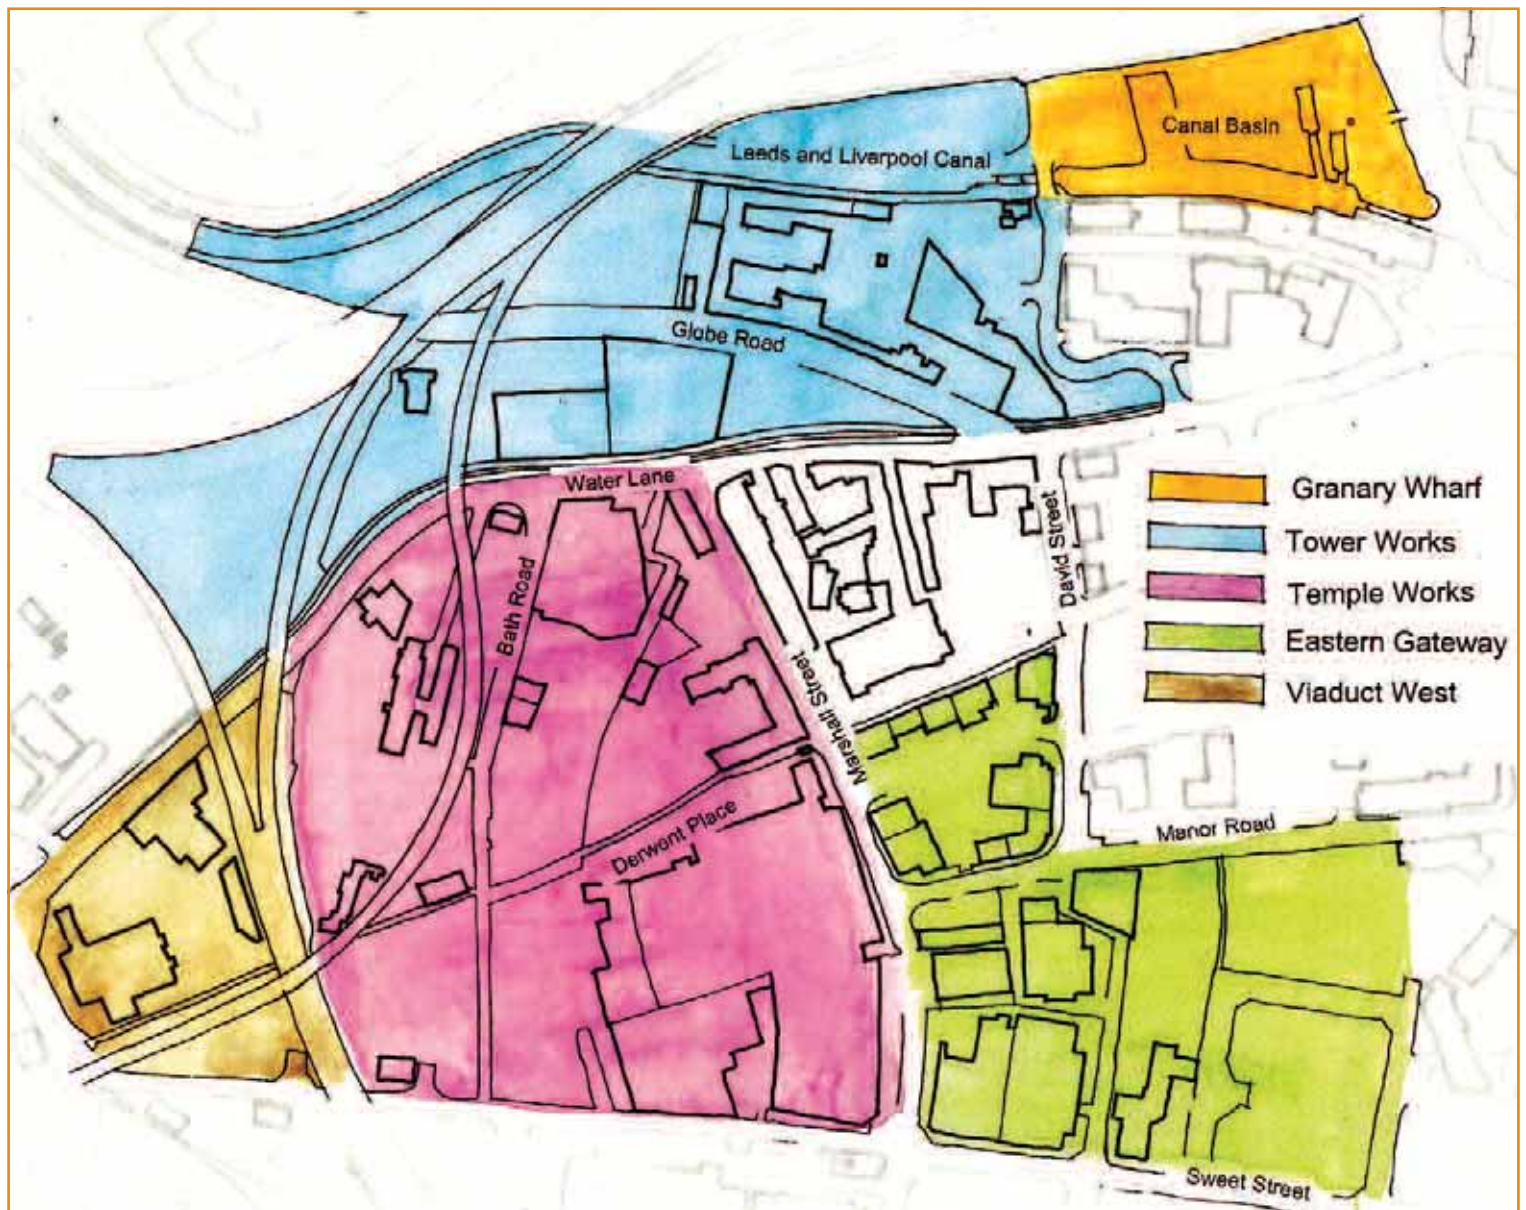 Canal Basin
Leeds and Liverpool Canal
Globe Road
Water Lane
David Street
Bath Road
Marshall Street
Derwont Place
Manor Road
Sweet Street
Granary Wharf
Tower Works
Temple Works
Eastern Gateway
Viaduct West